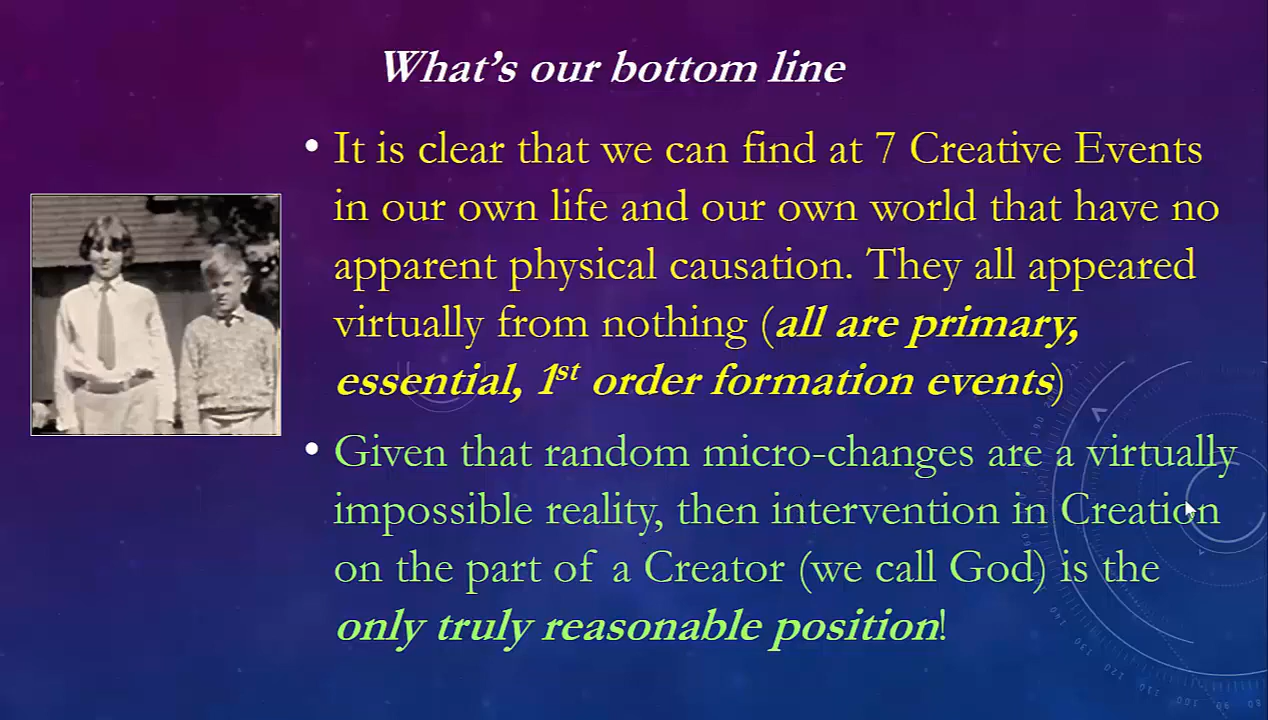 What's our bottom line
• It is clear that we can find at 7 Creative Events
in our own life and our own world that have no
apparent physical causation. They all appeared
virtually from nothing (all are primary,
essential, 1st order formation events)
• Given that random micro-changes are a virtually
impossible reality, then intervention in Creation
on the part of a Creator (we call God) is the
only truly reasonable position!
140
120